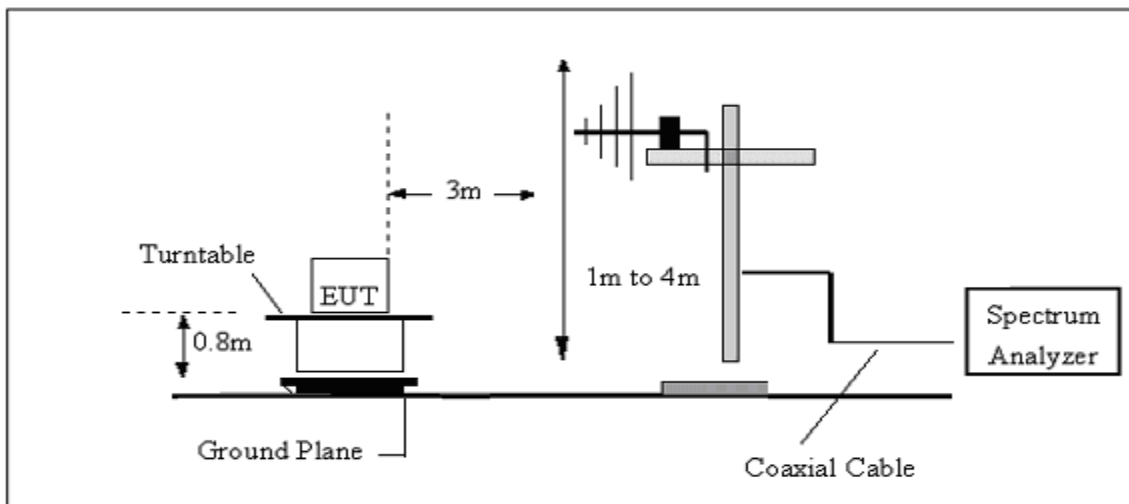 3m
Turntable
EUT
1m to 4m
0.8m
Spectrum
Analyzer
Ground Plane
Coaxial Cable